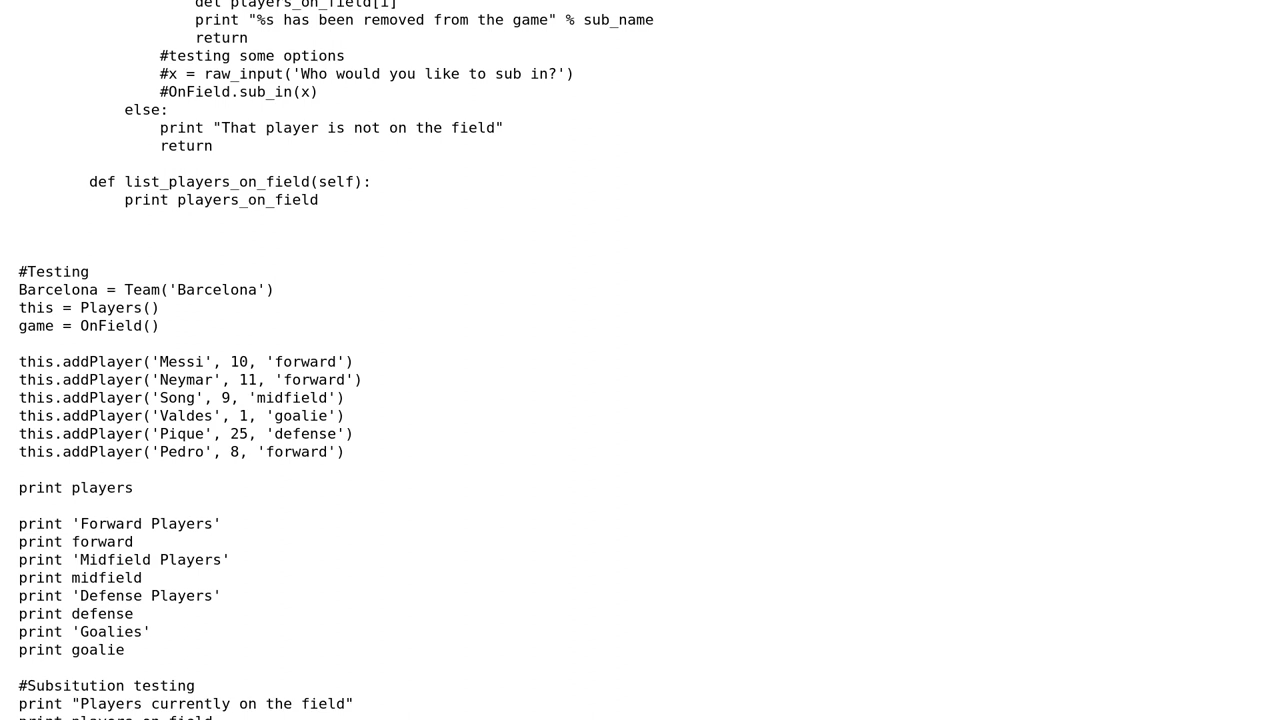 def players_on_field[i]
print "%s has been removed from the game" % sub_name
return
#testing some options
#x = raw_input('Who would you like to sub in?')
#OnField.sub_in(x)
else:
print "That player is not on the field"
return
def list_players_on_field(self):
print players_on_field
#Testing
Barcelona = Team('Barcelona')
this = Players()
game = OnField()
this.addPlayer('Messi', 10, 'forward')
this.addPlayer('Neymar', 11, 'forward')
this.addPlayer('Song', 9, 'midfield')
this.addPlayer('Valdes', 1, 'goalie')
this.addPlayer('Pique', 25, 'defense')
this.addPlayer('Pedro', 8, 'forward')
print players
print 'Forward Players'
print forward
print 'Midfield Players'
print midfield
print 'Defense Players'
print defense
print 'Goalies'
print goalie
#Subsitution testing
print "Players currently on the field"
print players_on_field